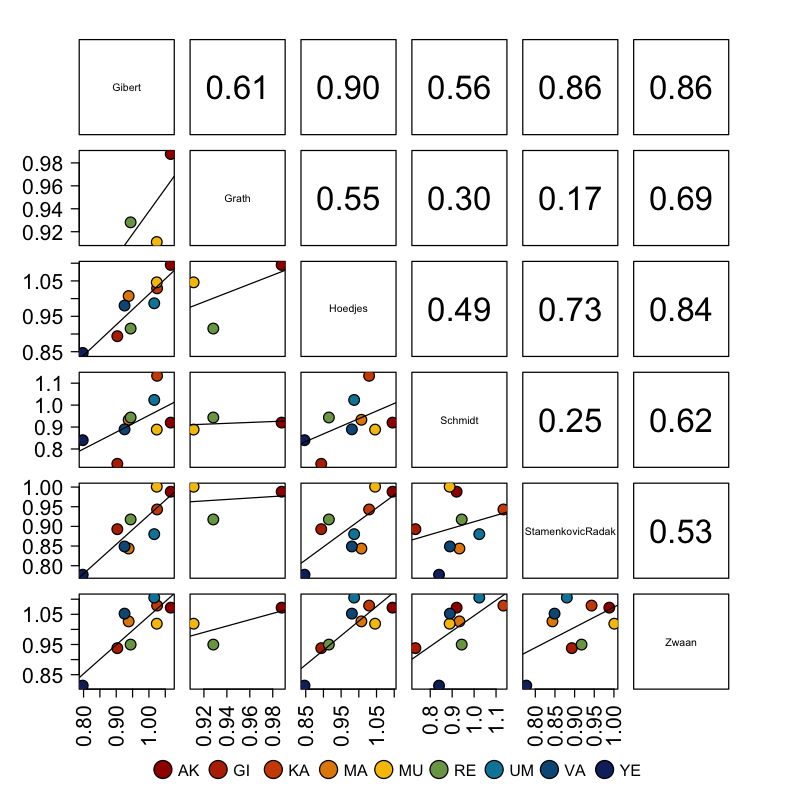 Gibert 0.61 0.90 0.56 0.86 0.86
0.98
0.96
0.94
0.92
Grath 0.55 0.30 0.17 0.69
1.05
0.95
0.85
Hoedjes 0.49 0.73 0.84
1.1
1.0
0.9
0.8
Schmidt 0.25 0.62
1.00
0.95
0.90
0.85
0.80
StamenkovicRadak 0.53
1.05
0.95
0.85
Zwaan
0.80 0.90 1.00 0.92 0.94 0.96 0.98 0.85 0.95 1.05 0.8 0.9 1.0 1.1 0.80 0.85 0.90 0.95 1.00
AK GI KA MA MU RE UM VA YE